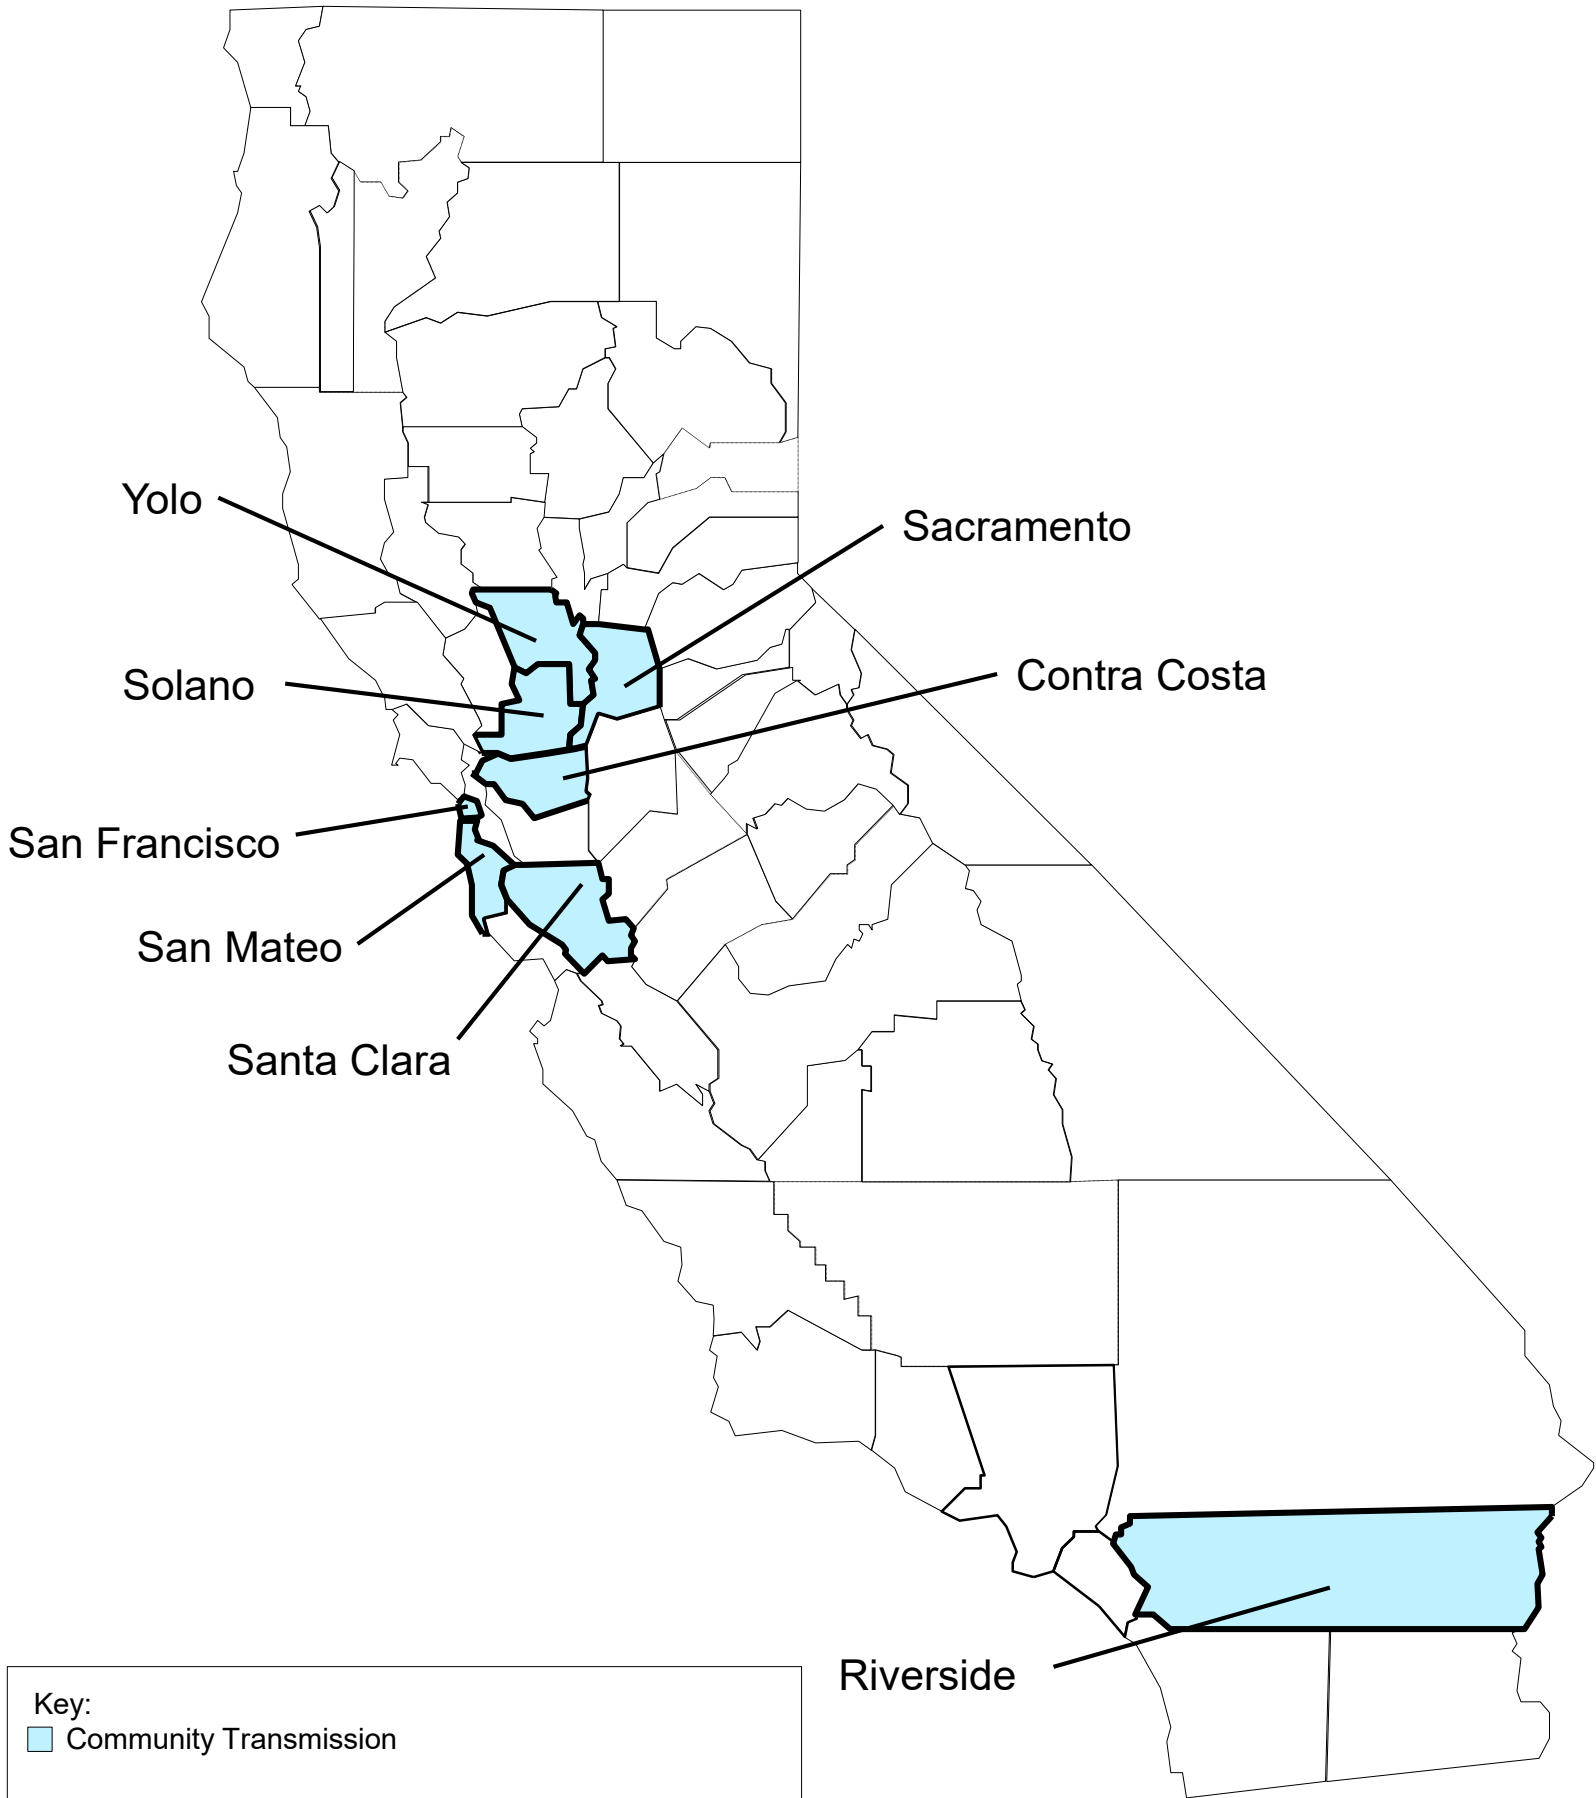 Yolo
Sacramento
Solano
Contra Costa
San Francisco
San Mateo
Santa Clara
Riverside
Key:
Community Transmission